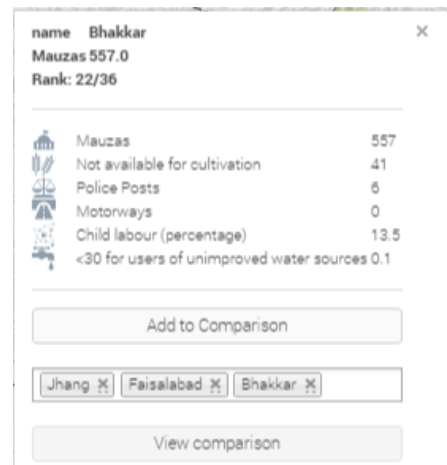 name Bhakkar
Mauzas 557.0
Rank: 22/36
Mauzas 557
Not available for cultivation 41
Police Posts 6
Motorways 0
Child labour (percentage) 13.5
<30 for users of unimproved water sources 0.1
Add to Comparison
Jhang Faisalabad Bhakkar
View comparison